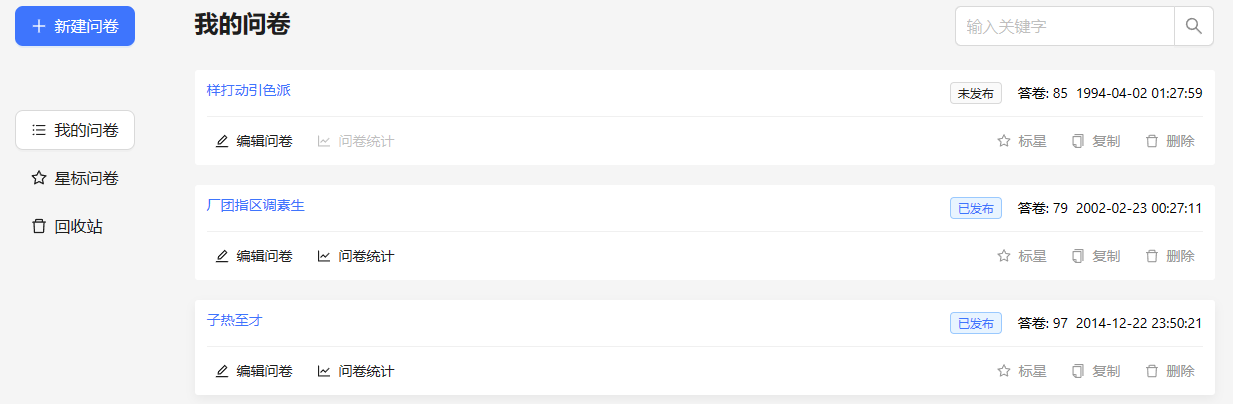 新建问卷
我的问卷
输入关键字
我的问卷
星标问卷
回收站
样打动引色派
未发布 答卷: 85 1994-04-02 01:27:59
编辑问卷 问卷统计 标星 复制 删除
厂团指区调素生
已发布 答卷: 79 2002-02-23 00:27:11
编辑问卷 问卷统计 标星 复制 删除
子热至才
已发布 答卷: 97 2014-12-22 23:50:21
编辑问卷 问卷统计 标星 复制 删除